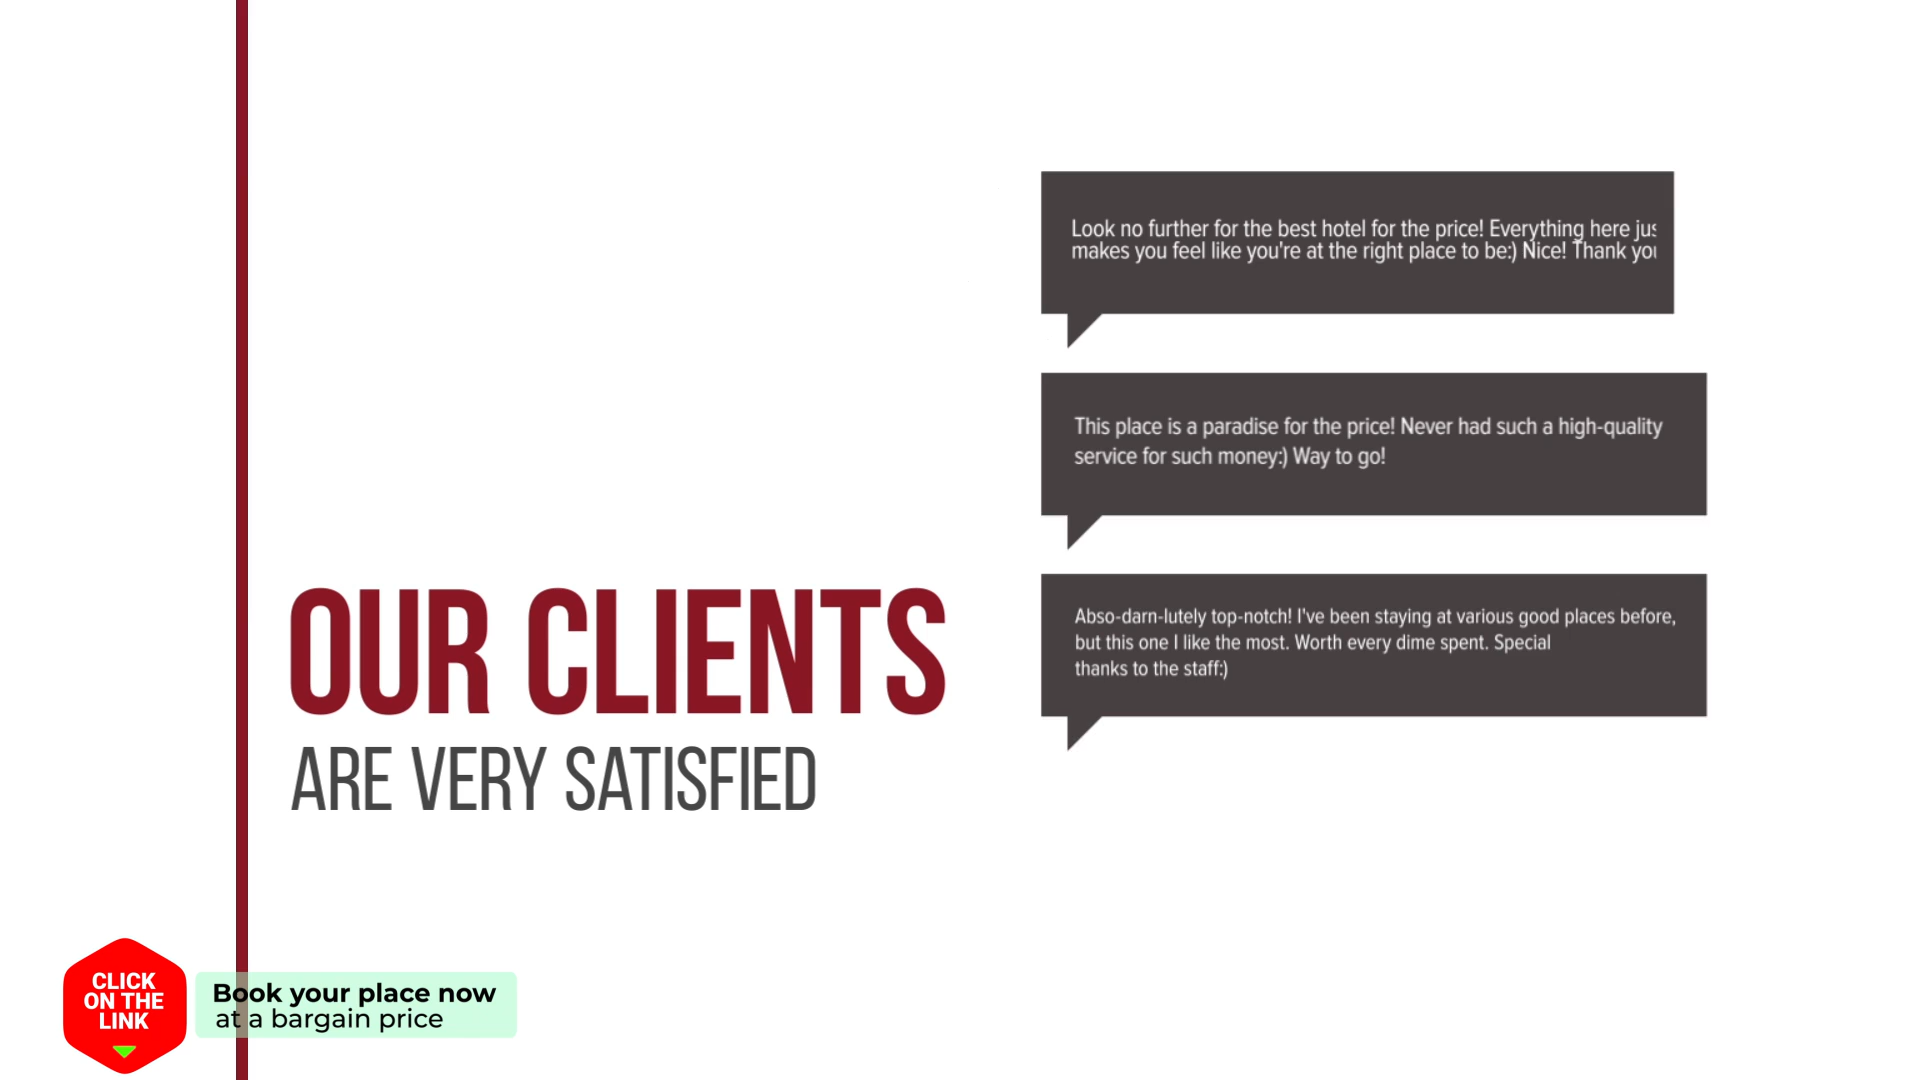 Look no further for the best hotel for the price! Everything here
makes you feel like you're at the right place to be:) Nice! Thank
This place is a paradise for the price! Never had such a high-quality
service for such money:) Way to go!
Abso-darn-lutely top-notch! I've been staying at various good places before,
but this one I like the most. Worth every dime spent. Special
thanks to the staff:)
OUR CLIENTS
ARE VERY SATISFIED
CLICK
ON THE
LINK
Book your place now
at a bargain price